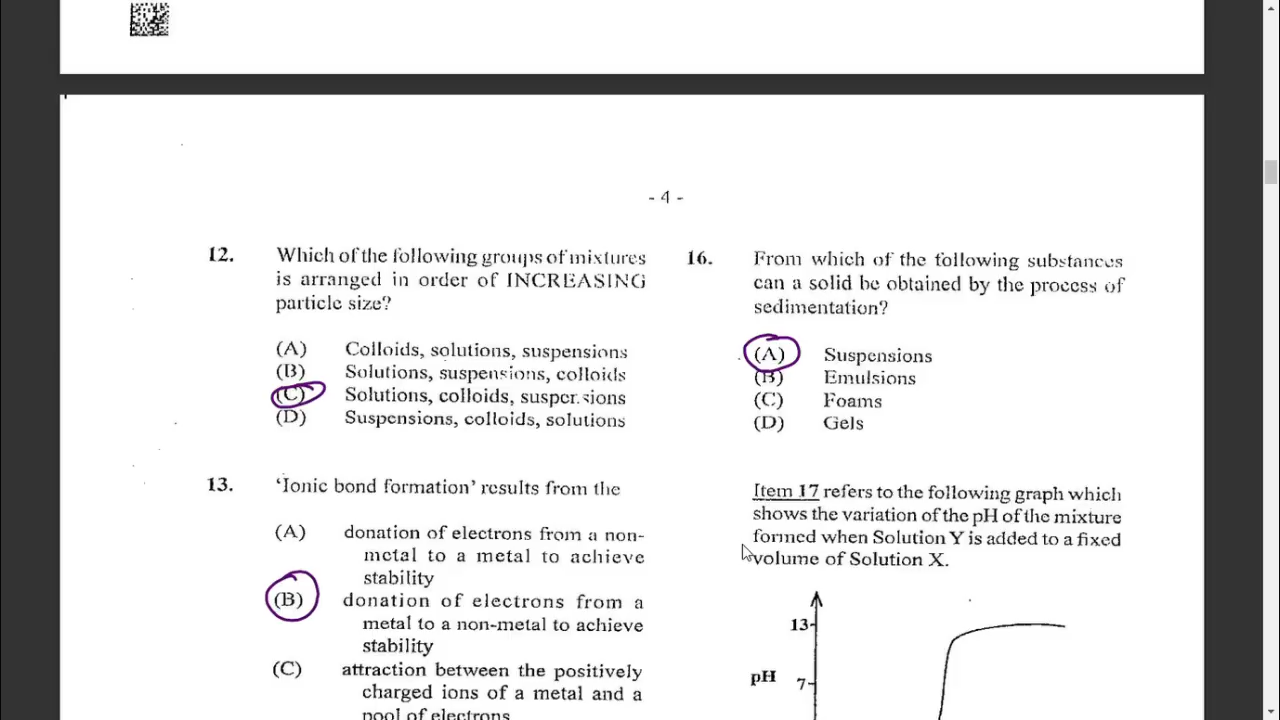 - 4 -
12. Which of the following groups of mixtures
is arranged in order of INCREASING
particle size?
(A) Colloids, solutions, suspensions
(B) Solutions, suspensions, colloids
(C) Solutions, colloids, suspensions
(D) Suspensions, colloids, solutions
13. 'Ionic bond formation' results from the
(A) donation of electrons from a non-
metal to a metal to achieve
stability
(B) donation of electrons from a
metal to a non-metal to achieve
stability
(C) attraction between the positively
charged ions of a metal and a
pool of electrons
16. From which of the following substances
can a solid be obtained by the process of
sedimentation?
(A) Suspensions
(B) Emulsions
(C) Foams
(D) Gels
Item 17 refers to the following graph which
shows the variation of the pH of the mixture
formed when Solution Y is added to a fixed
volume of Solution X.
13
pH 7